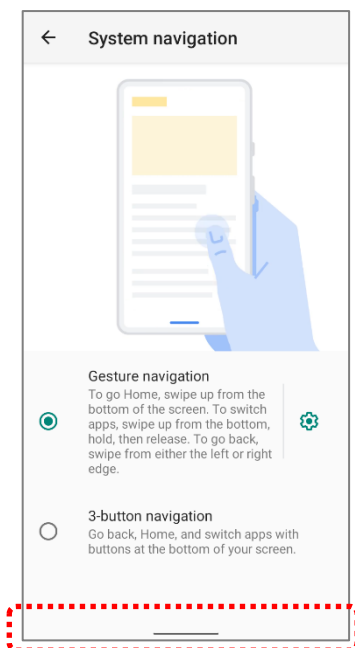 System navigation
Gesture navigation
To go Home, swipe up from the
bottom of the screen. To switch
apps, swipe up from the bottom,
hold, then release. To go back,
swipe from either the left or right
edge.
3-button navigation
Go back, Home, and switch apps with
buttons at the bottom of your screen.